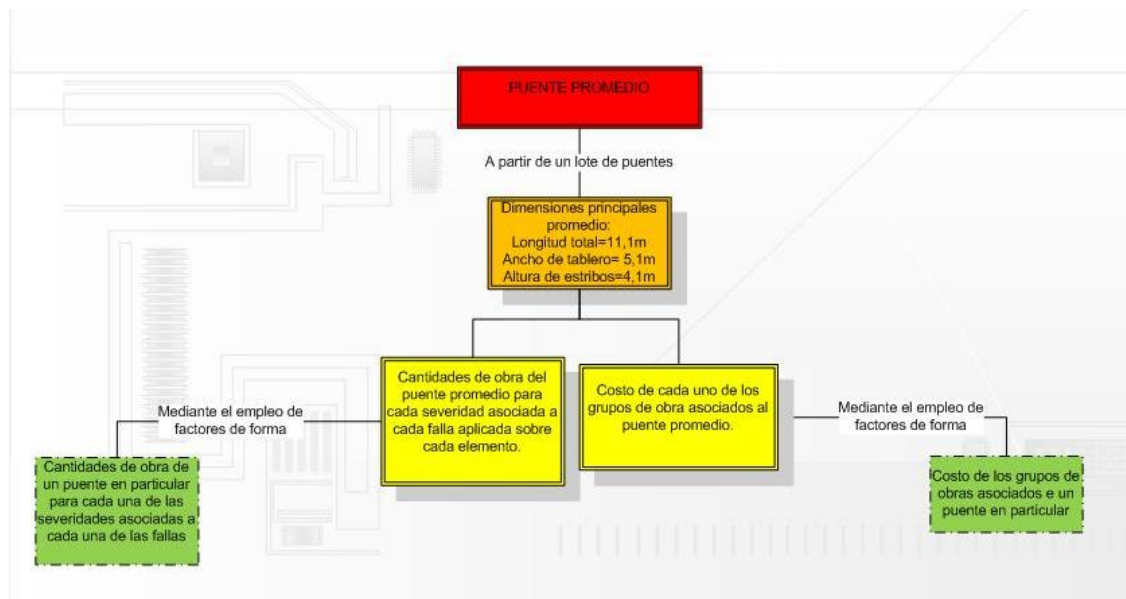 PUENTE PROMEDIO
A partir de un lote de puentes
Dimensiones principales
promedio:
Longitud total=11,1m
Ancho de tablero= 5,1m
Altura de estribos=4,1m
Cantidades de obra del
puente promedio para
cada severidad asociada a
cada falla aplicada sobre
cada elemento.
Costo de cada uno de los
grupos de obra asociados al
puente promedio.
Mediante el empleo de
factores de forma
Mediante el empleo de
factores de forma
Cantidades de obra de
un puente en particular
para cada una de las
severidades asociadas a
cada una de las fallas
Costo de los grupos de
obras asociados e un
puente en particular